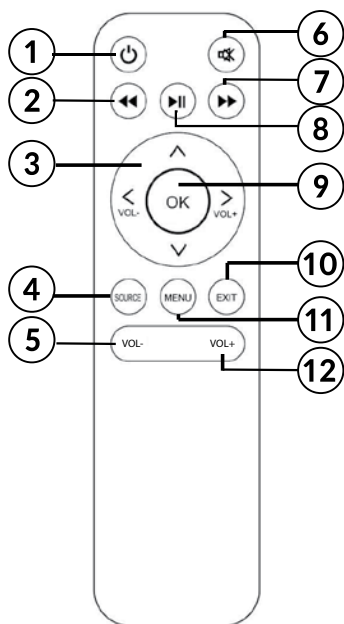 1
6
2
7
8
3
9
OK
VOL-
VOL+
10
4
SOURCE
MENU
EXIT
11
5
VOL-
VOL+
12